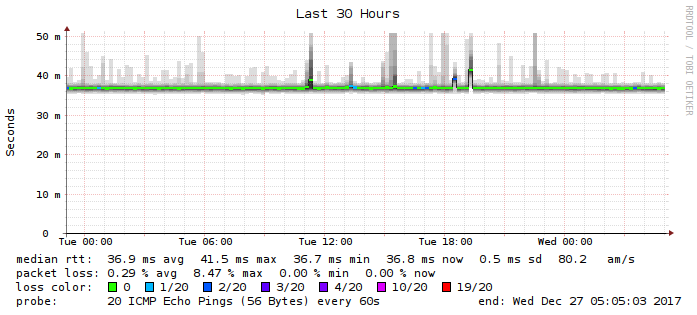 Last 30 Hours
RRDTOOL / TOBI OETIKER
Seconds
50 m
40 m
30 m
20 m
10 m
0
Tue 00:00 Tue 06:00 Tue 12:00 Tue 18:00 Wed 00:00
median rtt: 36.9 ms avg 41.5 ms max 36.7 ms min 36.8 ms now 0.5 ms sd 80.2 am/s
packet loss: 0.29 % avg 8.47 % max 0.00 % min 0.00 % now
loss color: 0 1/20 2/20 3/20 4/20 10/20 19/20
probe: 20 ICMP Echo Pings (56 Bytes) every 60s end: Wed Dec 27 05:05:03 2017